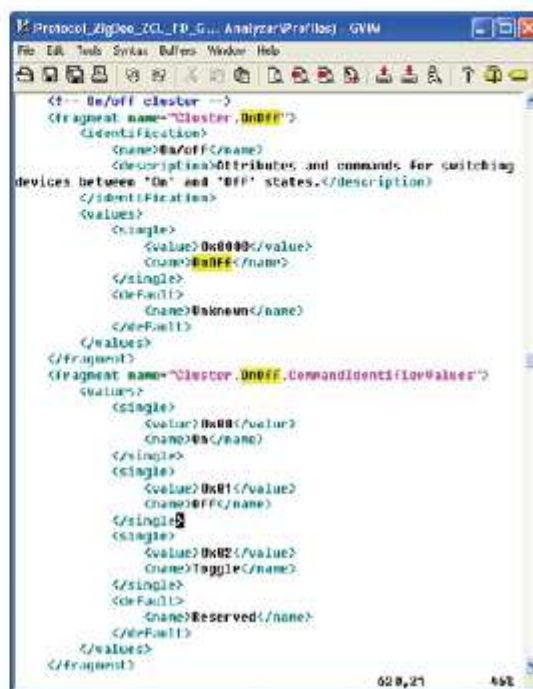 Protocol_ZigBee_ZCL_FD_G... Analyzer\Profiles) - GVIM
File Edit Tools Syntax Buffers Window Help
<!-- On/off cluster -->
<fragment name="Cluster.OnOff">
<identification>
<name>On/off</name>
<description>Attributes and commands for switching
devices between 'On' and 'Off' states.</description>
</identification>
<values>
<single>
<value>0x0000</value>
<name>OnOff</name>
</single>
<default>
<name>Unknown</name>
</default>
</values>
</fragment>
<fragment name="Cluster.OnOff.CommandIdentifierValues">
<values>
<single>
<value>0x00</value>
<name>On</name>
</single>
<single>
<value>0x01</value>
<name>Off</name>
</single>
<single>
<value>0x02</value>
<name>Toggle</name>
</single>
<default>
<name>Reserved</name>
</default>
</values>
</fragment>
620,21 46%